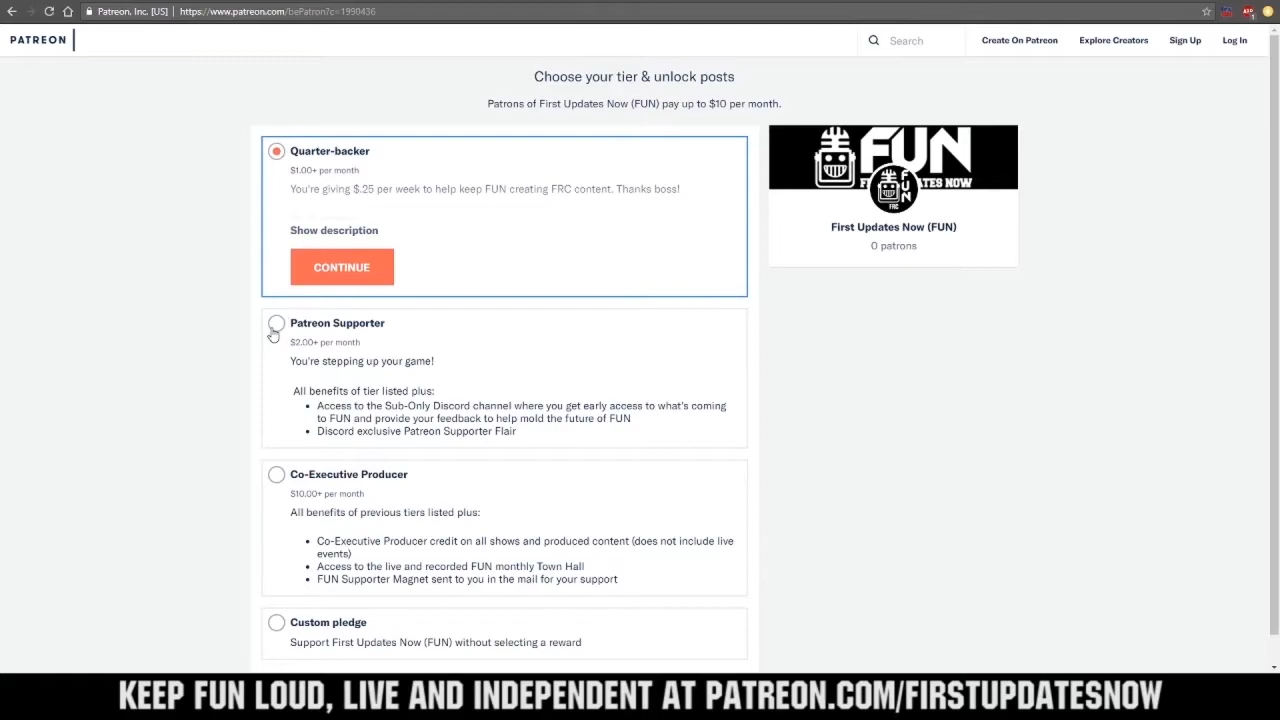 Patreon, Inc. [US] | https://www.patreon.com/bePatron?c=1990436
PATREON
Search
Create On Patreon
Explore Creators
Sign Up
Log In
Choose your tier & unlock posts
Patrons of First Updates Now (FUN) pay up to $10 per month.
Quarter-backer
$1.00+ per month
You're giving $.25 per week to help keep FUN creating FRC content. Thanks boss!
Show description
CONTINUE
FUN
FUN
FRC
First Updates Now (FUN)
0 patrons
Patreon Supporter
$2.00+ per month
You're stepping up your game!
All benefits of tier listed plus:
Access to the Sub-Only Discord channel where you get early access to what's coming
to FUN and provide your feedback to help mold the future of FUN
Discord exclusive Patreon Supporter Flair
Co-Executive Producer
$10.00+ per month
All benefits of previous tiers listed plus:
Co-Executive Producer credit on all shows and produced content (does not include live
events)
Access to the live and recorded FUN monthly Town Hall
FUN Supporter Magnet sent to you in the mail for your support
Custom pledge
Support First Updates Now (FUN) without selecting a reward
KEEP FUN LOUD, LIVE AND INDEPENDENT AT PATREON.COM/FIRSTUPDATESNOW